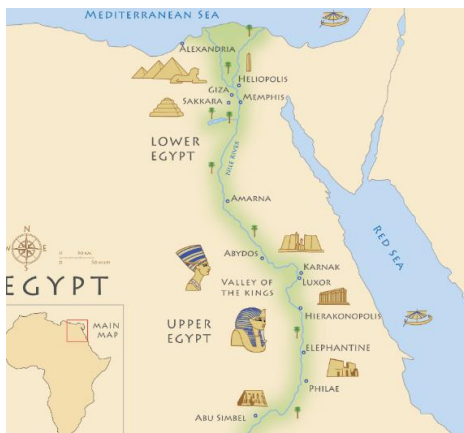 MEDITERRANEAN SEA
ALEXANDRIA
HELIOPOLIS
GIZA
SAKKARA
MEMPHIS
LOWER
EGYPT
NILE RIVER
AMARNA
RED SEA
N
W
E
S
ABYDOS
KARNAK
LUXOR
VALLEY OF
THE KINGS
EGYPT
HIERAKONOPOLIS
UPPER
EGYPT
MAIN
MAP
ELEPHANTINE
PHILAE
ABU SIMBEL